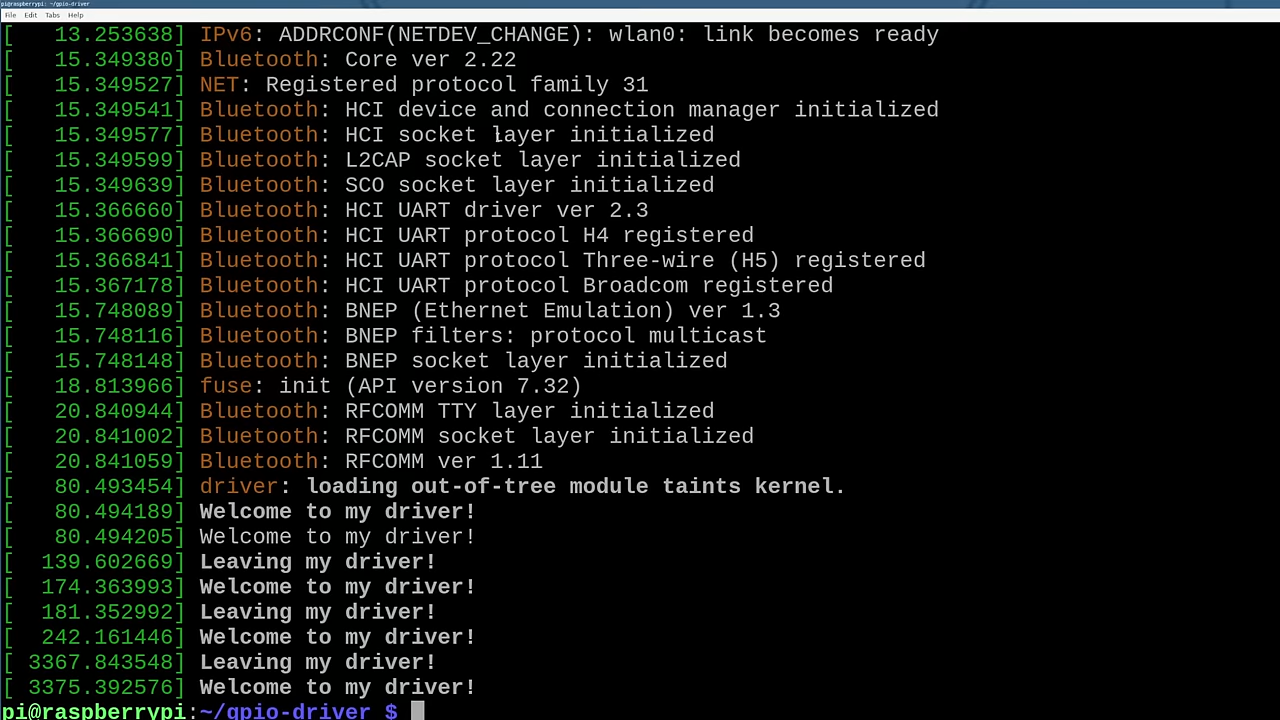 pi@raspberrypi: ~/gpio-driver
File Edit Tabs Help
[   13.253638] IPv6: ADDRCONF(NETDEV_CHANGE): wlan0: link becomes ready
[   15.349380] Bluetooth: Core ver 2.22
[   15.349527] NET: Registered protocol family 31
[   15.349541] Bluetooth: HCI device and connection manager initialized
[   15.349577] Bluetooth: HCI socket layer initialized
[   15.349599] Bluetooth: L2CAP socket layer initialized
[   15.349639] Bluetooth: SCO socket layer initialized
[   15.366660] Bluetooth: HCI UART driver ver 2.3
[   15.366690] Bluetooth: HCI UART protocol H4 registered
[   15.366841] Bluetooth: HCI UART protocol Three-wire (H5) registered
[   15.367178] Bluetooth: HCI UART protocol Broadcom registered
[   15.748089] Bluetooth: BNEP (Ethernet Emulation) ver 1.3
[   15.748116] Bluetooth: BNEP filters: protocol multicast
[   15.748148] Bluetooth: BNEP socket layer initialized
[   18.813966] fuse: init (API version 7.32)
[   20.840944] Bluetooth: RFCOMM TTY layer initialized
[   20.841002] Bluetooth: RFCOMM socket layer initialized
[   20.841059] Bluetooth: RFCOMM ver 1.11
[   80.493454] driver: loading out-of-tree module taints kernel.
[   80.494189] Welcome to my driver!
[   80.494205] Welcome to my driver!
[  139.602669] Leaving my driver!
[  174.363993] Welcome to my driver!
[  181.352992] Leaving my driver!
[  242.161446] Welcome to my driver!
[ 3367.843548] Leaving my driver!
[ 3375.392576] Welcome to my driver!
pi@raspberrypi:~/gpio-driver $